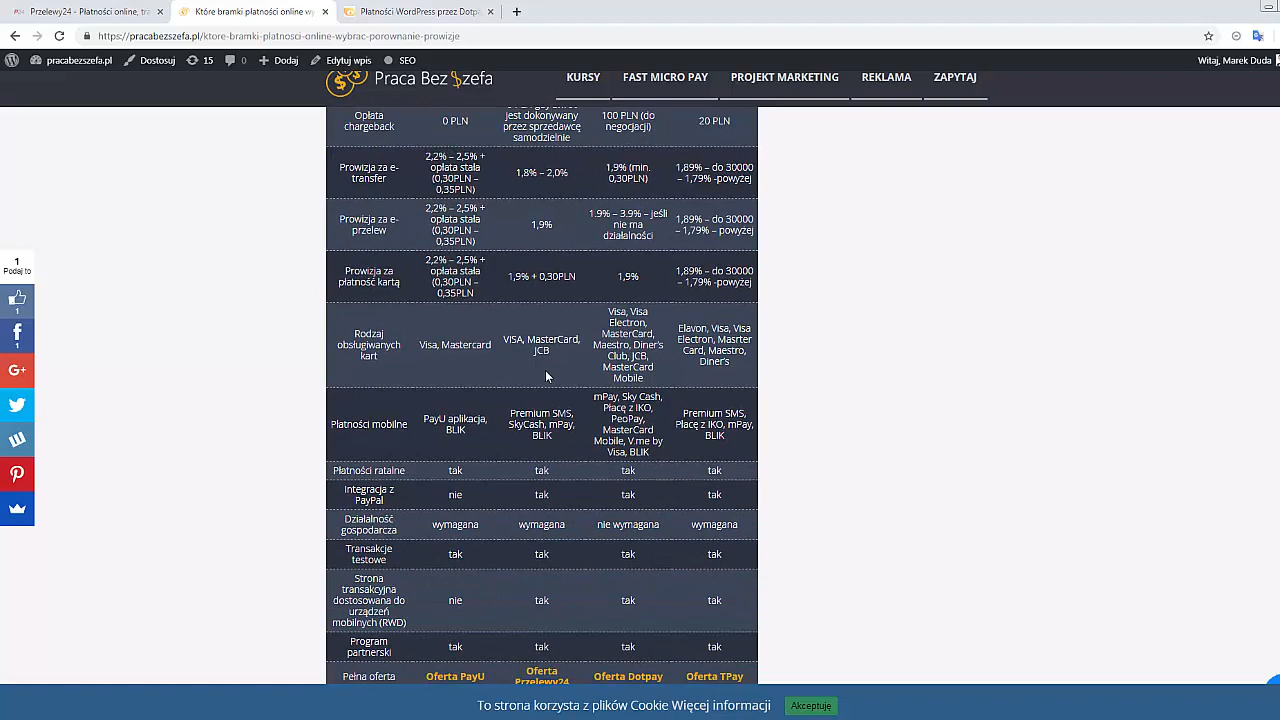 Przelewy24 - Płatności online, tra
Które bramki płatności online wy
Płatności WordPress przez Dotpa
https://pracabezszefa.pl/ktore-bramki-platnosci-online-wybrac-porownanie-prowizje
pracabezszefa.pl
Dostosuj
15
0
Dodaj
Edytuj wpis
SEO
Witaj, Marek Duda
Praca Bez $zefa
KURSY
FAST MICRO PAY
PROJEKT MARKETING
REKLAMA
ZAPYTAJ
Opłata
chargeback
0 PLN
jest dokonywany
przez sprzedawcę
samodzielnie
100 PLN (do
negocjacji)
20 PLN
Prowizja za e-
transfer
2,2% – 2,5% +
opłata stała
(0,30PLN –
0,35PLN)
1,8% – 2,0%
1,9% (min.
0,30PLN)
1,89% – do 30000
– 1,79% -powyżej
Prowizja za e-
przelew
2,2% – 2,5% +
opłata stała
(0,30PLN –
0,35PLN)
1,9%
1.9% – 3.9% – jeśli
nie ma
działalności
1,89% – do 30000
– 1,79% – powyżej
Prowizja za
płatność kartą
2,2% – 2,5% +
opłata stała
(0,30PLN –
0,35PLN
1,9% + 0,30PLN
1,9%
1,89% – do 30000
– 1,79% -powyżej
Rodzaj
obsługiwanych
kart
Visa, Mastercard
VISA, MasterCard,
JCB
Visa, Visa
Electron,
MasterCard,
Maestro, Diner's
Club, JCB,
MasterCard
Mobile
Elavon, Visa, Visa
Electron, Masrter
Card, Maestro,
Diner's
Płatności mobilne
PayU aplikacja,
BLIK
Premium SMS,
SkyCash, mPay,
BLIK
mPay, Sky Cash,
Płacę z IKO,
PeoPay,
MasterCard
Mobile, V.me by
Visa, BLIK
Premium SMS,
Płacę z IKO, mPay,
BLIK
Płatności ratalne
tak
tak
tak
tak
Integracja z
PayPal
nie
tak
tak
tak
Działalność
gospodarcza
wymagana
wymagana
nie wymagana
wymagana
Transakcje
testowe
tak
tak
tak
tak
Strona
transakcyjna
dostosowana do
urządzeń
mobilnych (RWD)
nie
tak
tak
tak
Program
partnerski
tak
tak
tak
tak
Pełna oferta
Oferta PayU
Oferta
Przelewy24
Oferta Dotpay
Oferta TPay
1
Podaj to
1
1
To strona korzysta z plików Cookie Więcej informacji
Akceptuję